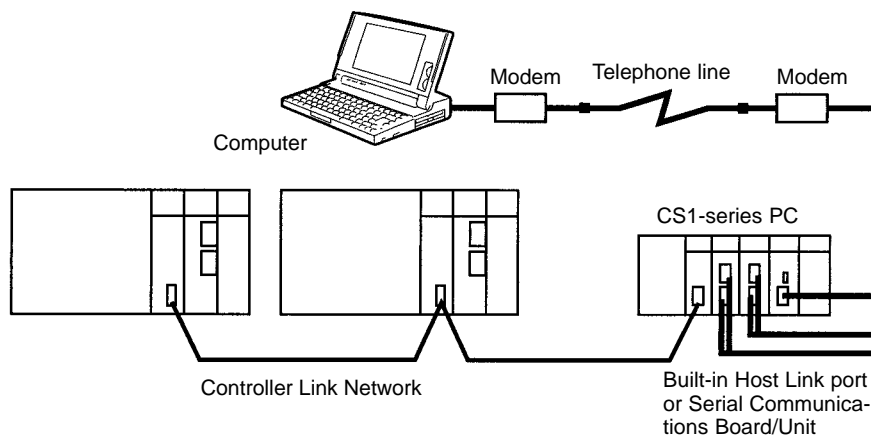 Modem
Telephone line
Modem
Computer
CS1-series PC
Controller Link Network
Built-in Host Link port
or Serial Communica-
tions Board/Unit